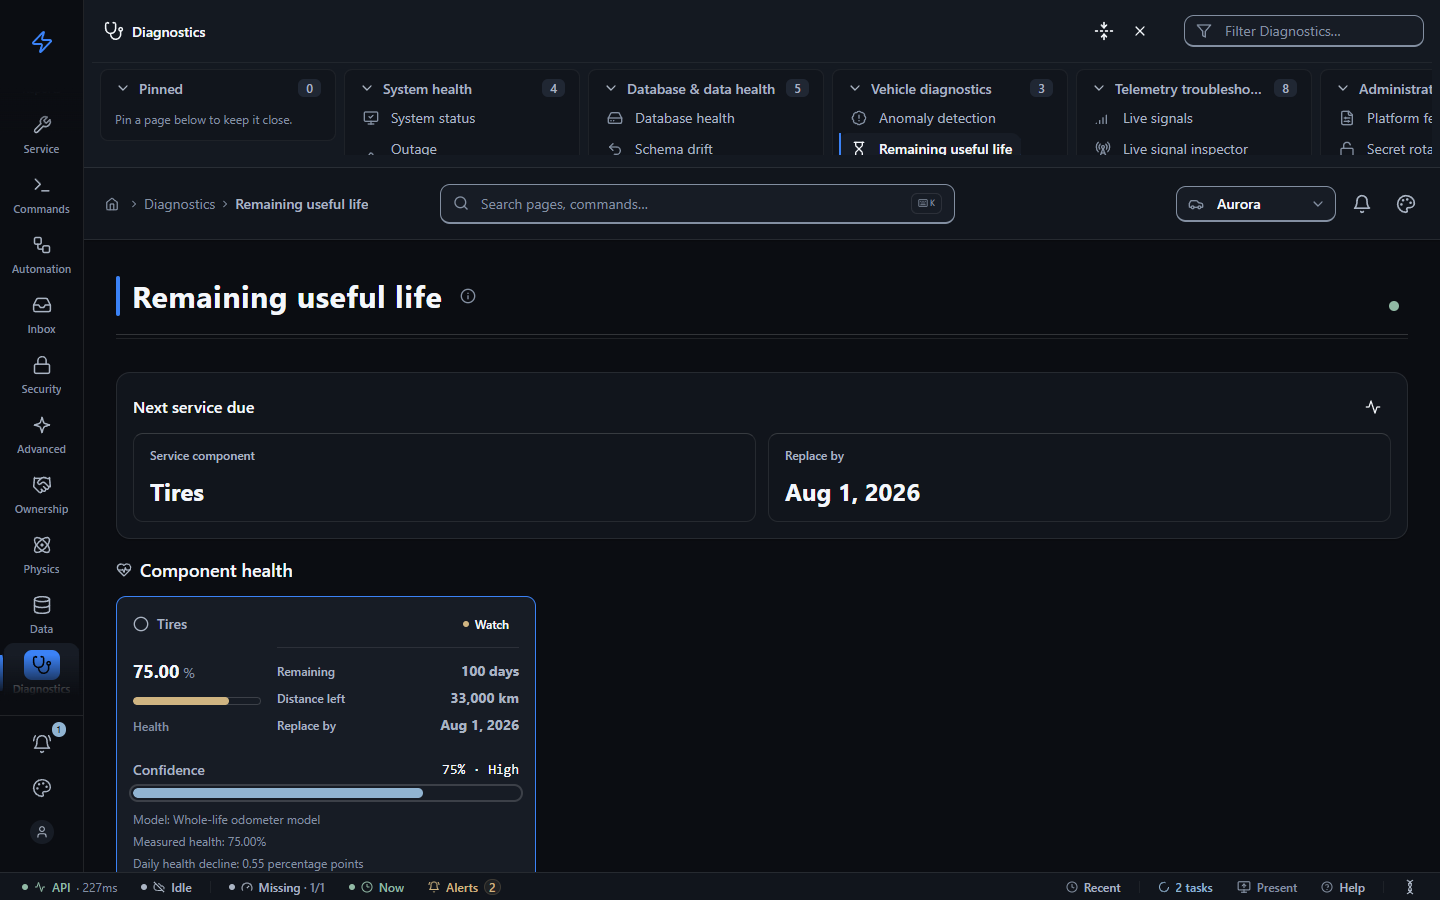 Diagnostics
Filter Diagnostics...
Pinned 0
Pin a page below to keep it close.
System health 4
System status
Outage
Database & data health 5
Database health
Schema drift
Vehicle diagnostics 3
Anomaly detection
Remaining useful life
Telemetry troublesho... 8
Live signals
Live signal inspector
Administrat
Platform fe
Secret rota
Service
Commands
Automation
Inbox
Security
Advanced
Ownership
Physics
Data
Diagnostics
1
Diagnostics
Remaining useful life
Search pages, commands...
K
Aurora
Remaining useful life
Next service due
Service component
Tires
Replace by
Aug 1, 2026
Component health
Tires
Watch
75.00 %
Health
Remaining 100 days
Distance left 33,000 km
Replace by Aug 1, 2026
Confidence 75% · High
Model: Whole-life odometer model
Measured health: 75.00%
Daily health decline: 0.55 percentage points
API · 227ms
Idle
Missing · 1/1
Now
Alerts 2
Recent
2 tasks
Present
Help